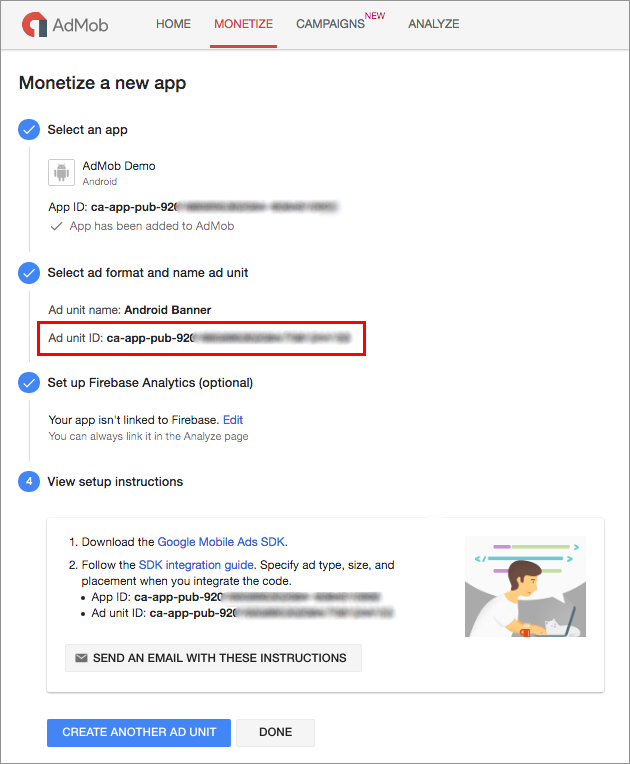 AdMob
HOME
MONETIZE
CAMPAIGNS NEW
ANALYZE
Monetize a new app
Select an app
AdMob Demo
Android
App ID: ca-app-pub-920
App has been added to AdMob
Select ad format and name ad unit
Ad unit name: Android Banner
Ad unit ID: ca-app-pub-920
Set up Firebase Analytics (optional)
Your app isn't linked to Firebase. Edit
You can always link it in the Analyze page
4 View setup instructions
1. Download the Google Mobile Ads SDK.
2. Follow the SDK integration guide. Specify ad type, size, and
placement when you integrate the code.
• App ID: ca-app-pub-920
• Ad unit ID: ca-app-pub-920
</>
SEND AN EMAIL WITH THESE INSTRUCTIONS
CREATE ANOTHER AD UNIT
DONE